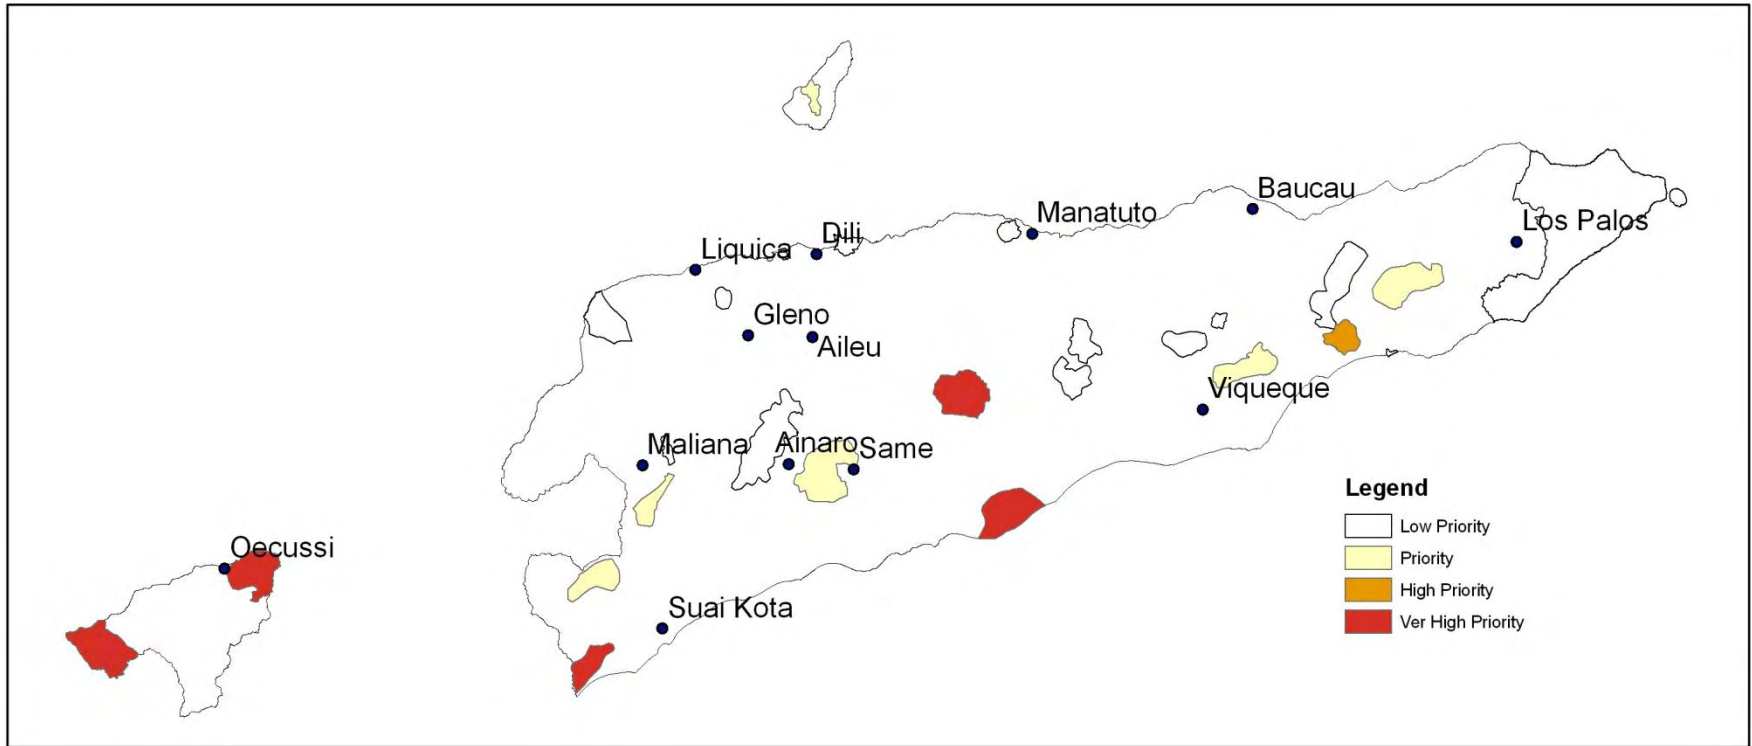 Baucau
Manatuto
Los Palos
Dili
Liquica
Gleno
Aileu
Viqueque
Maliana
Ainaro
Same
Oecussi
Suai Kota
Legend
Low Priority
Priority
High Priority
Ver High Priority